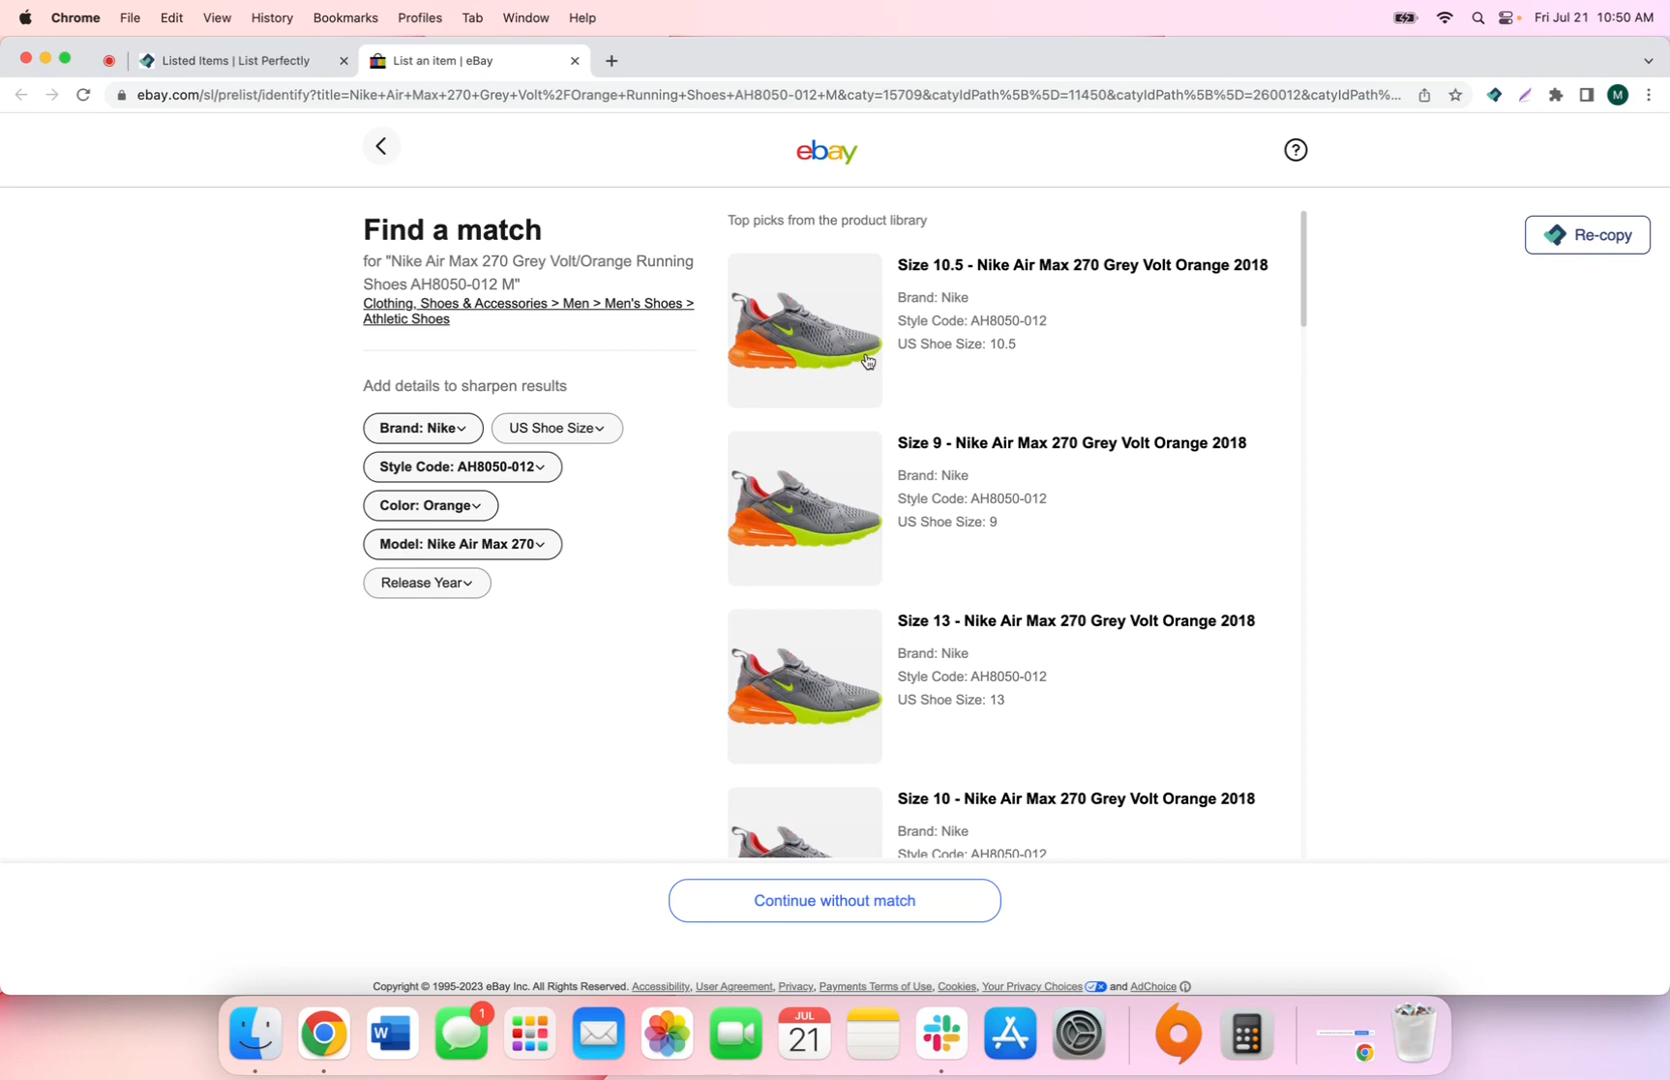 Chrome File Edit View History Bookmarks Profiles Tab Window Help Fri Jul 21 10:50 AM
Listed Items | List Perfectly List an item | eBay
ebay.com/sl/prelist/identify?title=Nike+Air+Max+270+Grey+Volt%2FOrange+Running+Shoes+AH8050-012+M&caty=15709&catyIdPath%5B%5D=11450&catyIdPath%5B%5D=260012&catyIdPath%... M
ebay
Find a match
for "Nike Air Max 270 Grey Volt/Orange Running
Shoes AH8050-012 M"
Clothing, Shoes & Accessories > Men > Men's Shoes >
Athletic Shoes
Add details to sharpen results
Brand: Nike US Shoe Size
Style Code: AH8050-012
Color: Orange
Model: Nike Air Max 270
Release Year
Top picks from the product library
Size 10.5 - Nike Air Max 270 Grey Volt Orange 2018
Brand: Nike
Style Code: AH8050-012
US Shoe Size: 10.5
Size 9 - Nike Air Max 270 Grey Volt Orange 2018
Brand: Nike
Style Code: AH8050-012
US Shoe Size: 9
Size 13 - Nike Air Max 270 Grey Volt Orange 2018
Brand: Nike
Style Code: AH8050-012
US Shoe Size: 13
Size 10 - Nike Air Max 270 Grey Volt Orange 2018
Brand: Nike
Style Code: AH8050-012
Re-copy
Continue without match
Copyright © 1995-2023 eBay Inc. All Rights Reserved. Accessibility, User Agreement, Privacy, Payments Terms of Use, Cookies, Your Privacy Choices and AdChoice
W 1 JUL
21